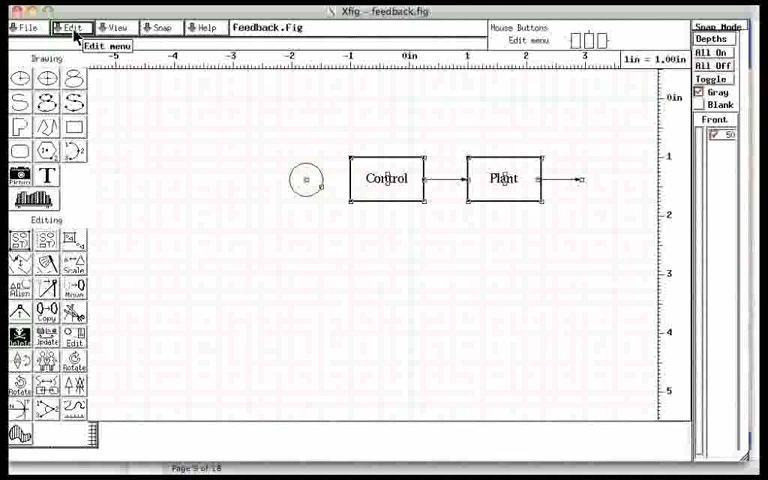 Xfig - feedback.fig
File Edit View Snap Help feedback.fig
Mouse Buttons
Edit menu
Edit menu
Snap Mode
Depths
All On
All Off
Toggle
Gray
Blank
Front
50
Drawing
-5 -4 -3 -2 -1 0in 1 2 3 1in = 1.00in
0in
1
2
3
4
5
Control Plant
Picture T
Editing
Scale
Align Move
Copy
Delete Update Edit
Rotate
Rotate
Page 9 of 18